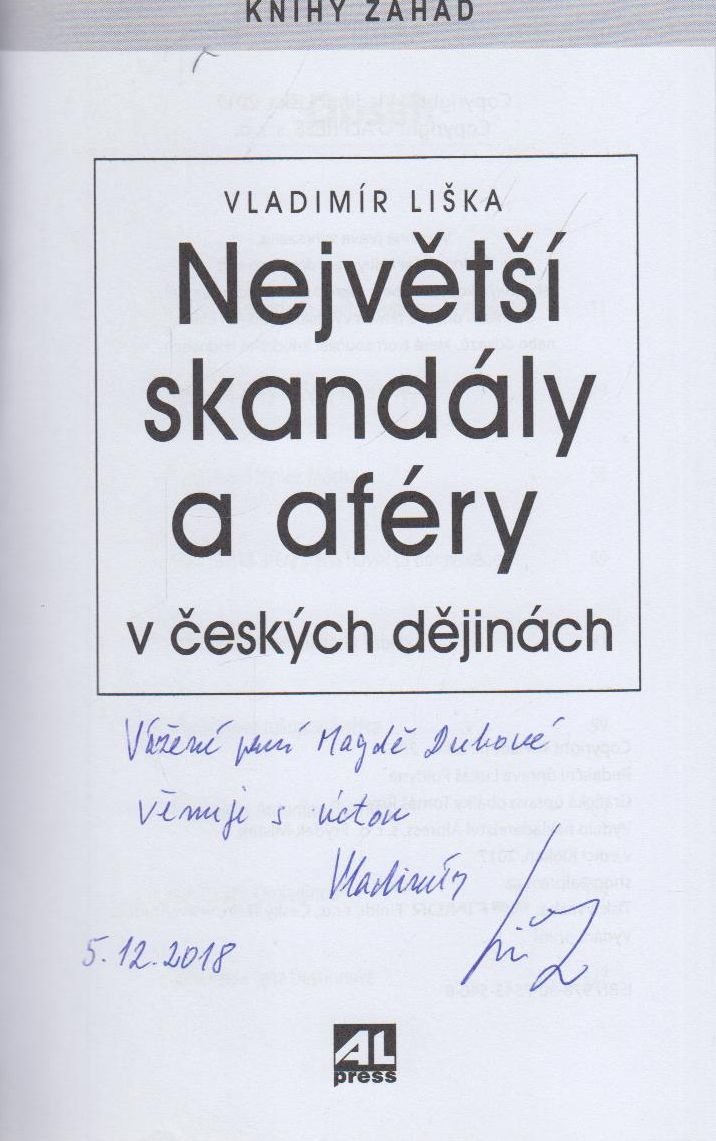 KNIHY ZÁHAD
VLADIMÍR LIŠKA
Největší
skandály
a aféry
v českých dějinách
Vážené paní Magdě Dukové
věnuji s úctou
Vladimír
5.12.2018
AL
press